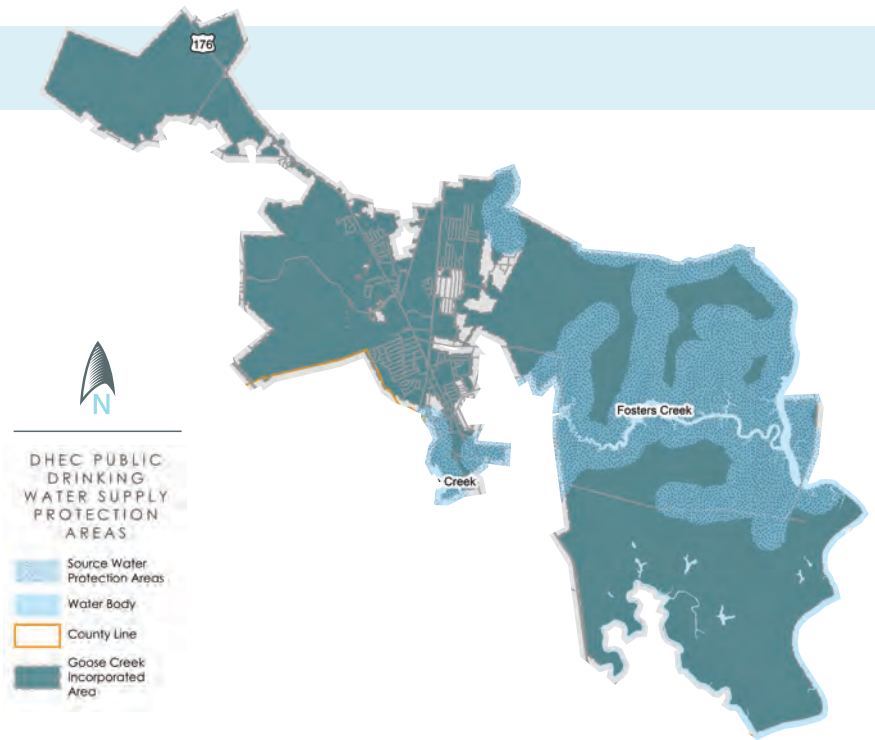 176
Fosters Creek
Creek
N
DHEC PUBLIC
DRINKING
WATER SUPPLY
PROTECTION
AREAS
Source Water
Protection Areas
Water Body
County Line
Goose Creek
Incorporated
Area